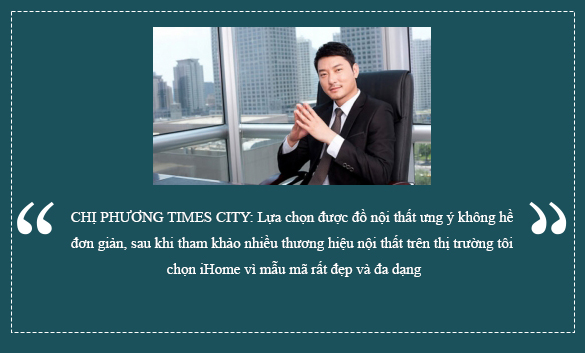 CHỊ PHƯƠNG TIMES CITY: Lựa chọn được đồ nội thất ưng ý không hề
đơn giản, sau khi tham khảo nhiều thương hiệu nội thất trên thị trường tôi
chọn iHome vì mẫu mã rất đẹp và đa dạng